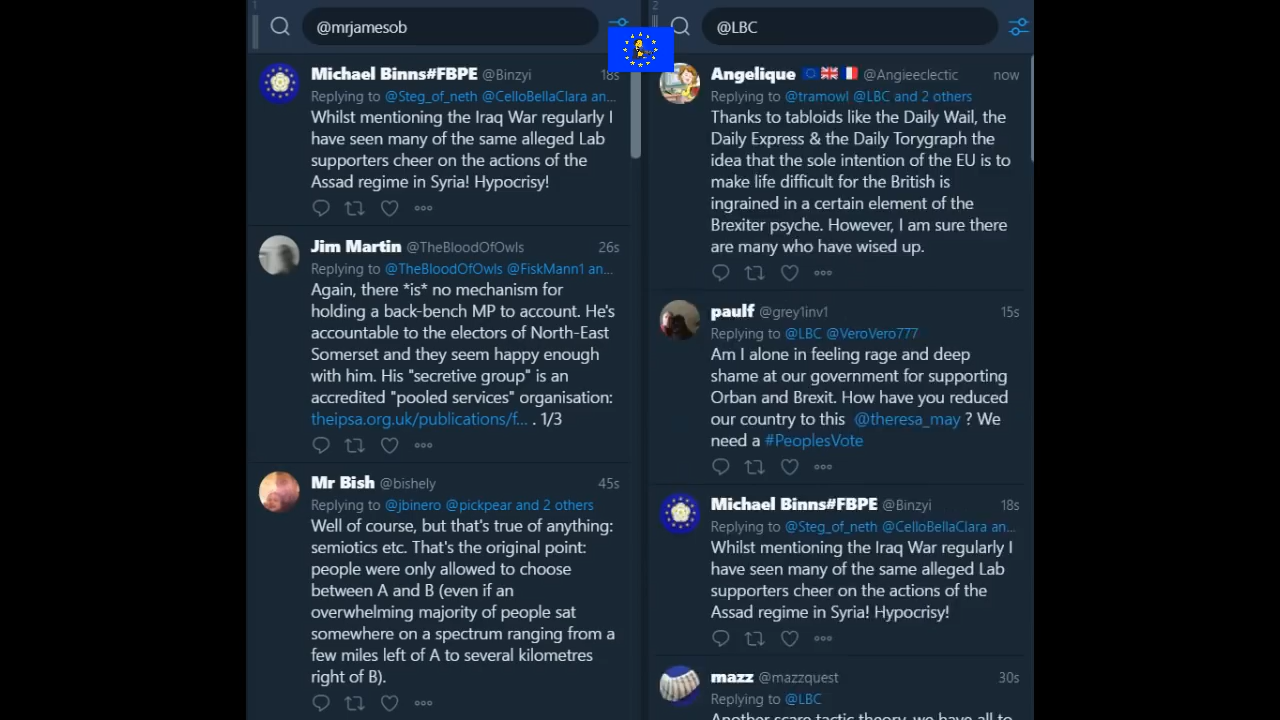 1
@mrjamesob
Michael Binns#FBPE @Binzyi 18s
Replying to @Steg_of_neth @CelloBellaClara an...
Whilst mentioning the Iraq War regularly I
have seen many of the same alleged Lab
supporters cheer on the actions of the
Assad regime in Syria! Hypocrisy!
Jim Martin @TheBloodOfOwls 26s
Replying to @TheBloodOfOwls @FiskMann1 an...
Again, there *is* no mechanism for
holding a back-bench MP to account. He's
accountable to the electors of North-East
Somerset and they seem happy enough
with him. His "secretive group" is an
accredited "pooled services" organisation:
theipsa.org.uk/publications/f... . 1/3
Mr Bish @bishely 45s
Replying to @jbinero @pickpear and 2 others
Well of course, but that's true of anything:
semiotics etc. That's the original point:
people were only allowed to choose
between A and B (even if an
overwhelming majority of people sat
somewhere on a spectrum ranging from a
few miles left of A to several kilometres
right of B).
2
@LBC
Angelique @Angieeclectic now
Replying to @tramowl @LBC and 2 others
Thanks to tabloids like the Daily Wail, the
Daily Express & the Daily Torygraph the
idea that the sole intention of the EU is to
make life difficult for the British is
ingrained in a certain element of the
Brexiter psyche. However, I am sure there
are many who have wised up.
paulf @grey1inv1 15s
Replying to @LBC @VeroVero777
Am I alone in feeling rage and deep
shame at our government for supporting
Orban and Brexit. How have you reduced
our country to this @theresa_may ? We
need a #PeoplesVote
Michael Binns#FBPE @Binzyi 18s
Replying to @Steg_of_neth @CelloBellaClara an...
Whilst mentioning the Iraq War regularly I
have seen many of the same alleged Lab
supporters cheer on the actions of the
Assad regime in Syria! Hypocrisy!
mazz @mazzquest 30s
Replying to @LBC
Another scare tactic theory, we have all to